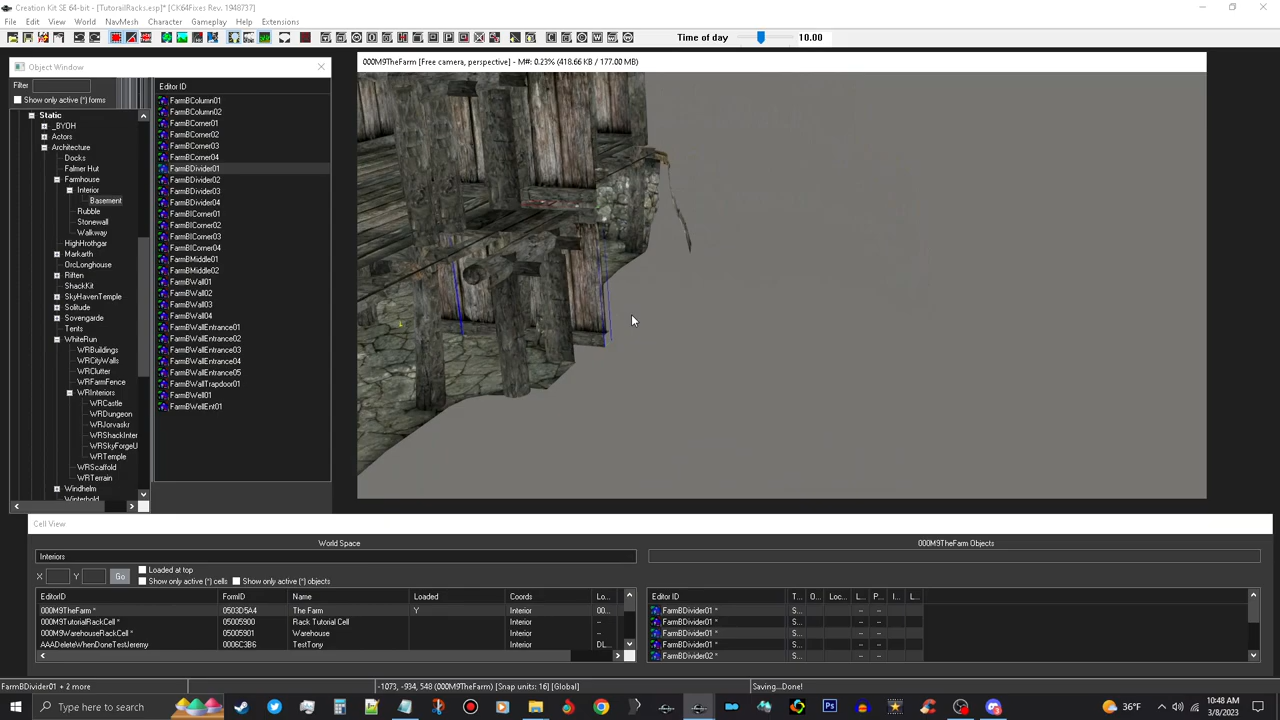 Creation Kit SE 64-bit - [TutorailRacks.esp]* [CK64Fixes Rev. 1948737]
File Edit View World NavMesh Character Gameplay Help Extensions
Time of day 10.00
Object Window
000M9TheFarm [Free camera, perspective] - M#: 0.23% (418.66 KB / 177.00 MB)
Filter
Show only active (*) forms
Editor ID
Static
_BYOH
Actors
Architecture
Docks
Falmer Hut
Farmhouse
Interior
Basement
Rubble
Stonewall
Walkway
HighHrothgar
Markarth
OrcLonghouse
Riften
ShackKit
SkyHavenTemple
Solitude
Sovengarde
Tents
WhiteRun
WRBuildings
WRCityWalls
WRClutter
WRFarmFence
WRInteriors
WRCastle
WRDungeon
WRJorvaskr
WRShackInter
WRSkyForgeU
WRTemple
WRScaffold
WRTerrain
Windhelm
Winterhold
FarmBColumn01
FarmBColumn02
FarmBCorner01
FarmBCorner02
FarmBCorner03
FarmBCorner04
FarmBDivider01
FarmBDivider02
FarmBDivider03
FarmBDivider04
FarmBICorner01
FarmBICorner02
FarmBICorner03
FarmBICorner04
FarmBMiddle01
FarmBMiddle02
FarmBWall01
FarmBWall02
FarmBWall03
FarmBWall04
FarmBWallEntrance01
FarmBWallEntrance02
FarmBWallEntrance03
FarmBWallEntrance04
FarmBWallEntrance05
FarmBWallTrapdoor01
FarmBWell01
FarmBWellEnt01
Cell View
World Space
000M9TheFarm Objects
Interiors
Loaded at top
X Y Go Show only active (*) cells Show only active (*) objects
EditorID FormID Name Loaded Coords Lo...
000M9TheFarm * 0503D5A4 The Farm Y Interior 00...
000M9TutorialRackCell * 05005900 Rack Tutorial Cell Interior --
000M9WarehouseRackCell * 05005901 Warehouse Interior --
AAADeleteWhenDoneTestJeremy 0006C3B6 TestTony Interior DL...
Editor ID T... O... Loc... L... P... I... L...
FarmBDivider01 * S... -- --
FarmBDivider01 * S... -- --
FarmBDivider01 * S... -- --
FarmBDivider01 * S... -- --
FarmBDivider02 * S... -- --
FarmBDivider01 + 2 more
-1073, -934, 548 (000M9TheFarm) [Snap units: 16] [Global]
Saving...Done!
Type here to search
36°F
10:48 AM
3/8/2023